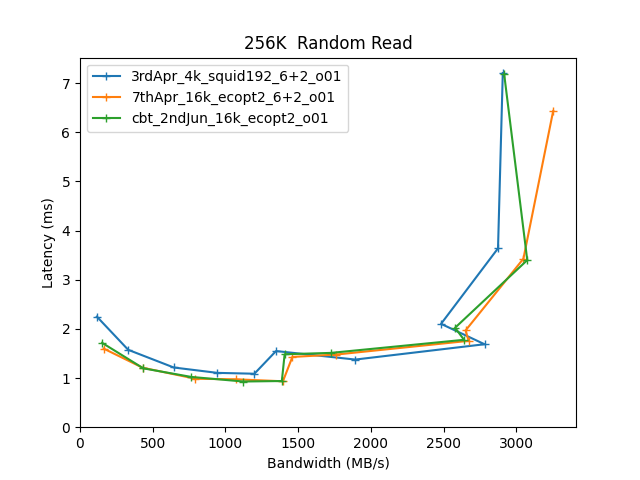 256K  Random Read
3rdApr_4k_squid192_6+2_o01
7thApr_16k_ecopt2_6+2_o01
cbt_2ndJun_16k_ecopt2_o01
Latency (ms)
7
6
5
4
3
2
1
0
0 500 1000 1500 2000 2500 3000
Bandwidth (MB/s)